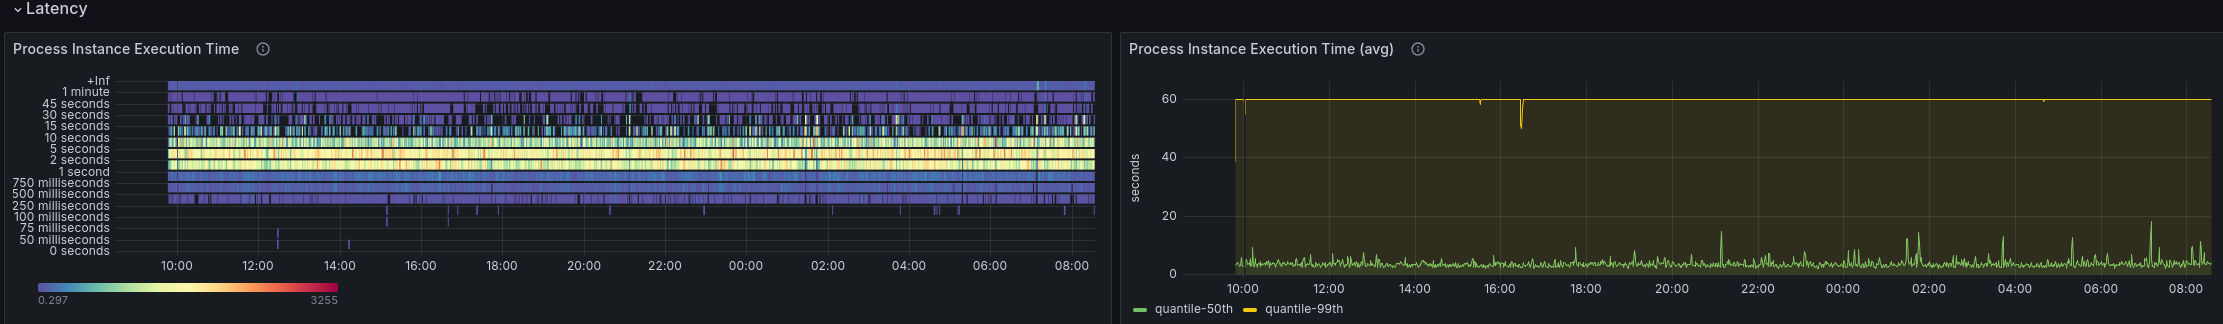 Latency
Process Instance Execution Time
+Inf
1 minute
45 seconds
30 seconds
15 seconds
10 seconds
5 seconds
2 seconds
1 second
750 milliseconds
500 milliseconds
250 milliseconds
100 milliseconds
75 milliseconds
50 milliseconds
0 seconds
10:00 12:00 14:00 16:00 18:00 20:00 22:00 00:00 02:00 04:00 06:00 08:00
0.297 3255
Process Instance Execution Time (avg)
seconds
60
40
20
0
10:00 12:00 14:00 16:00 18:00 20:00 22:00 00:00 02:00 04:00 06:00 08:00
quantile-50th quantile-99th